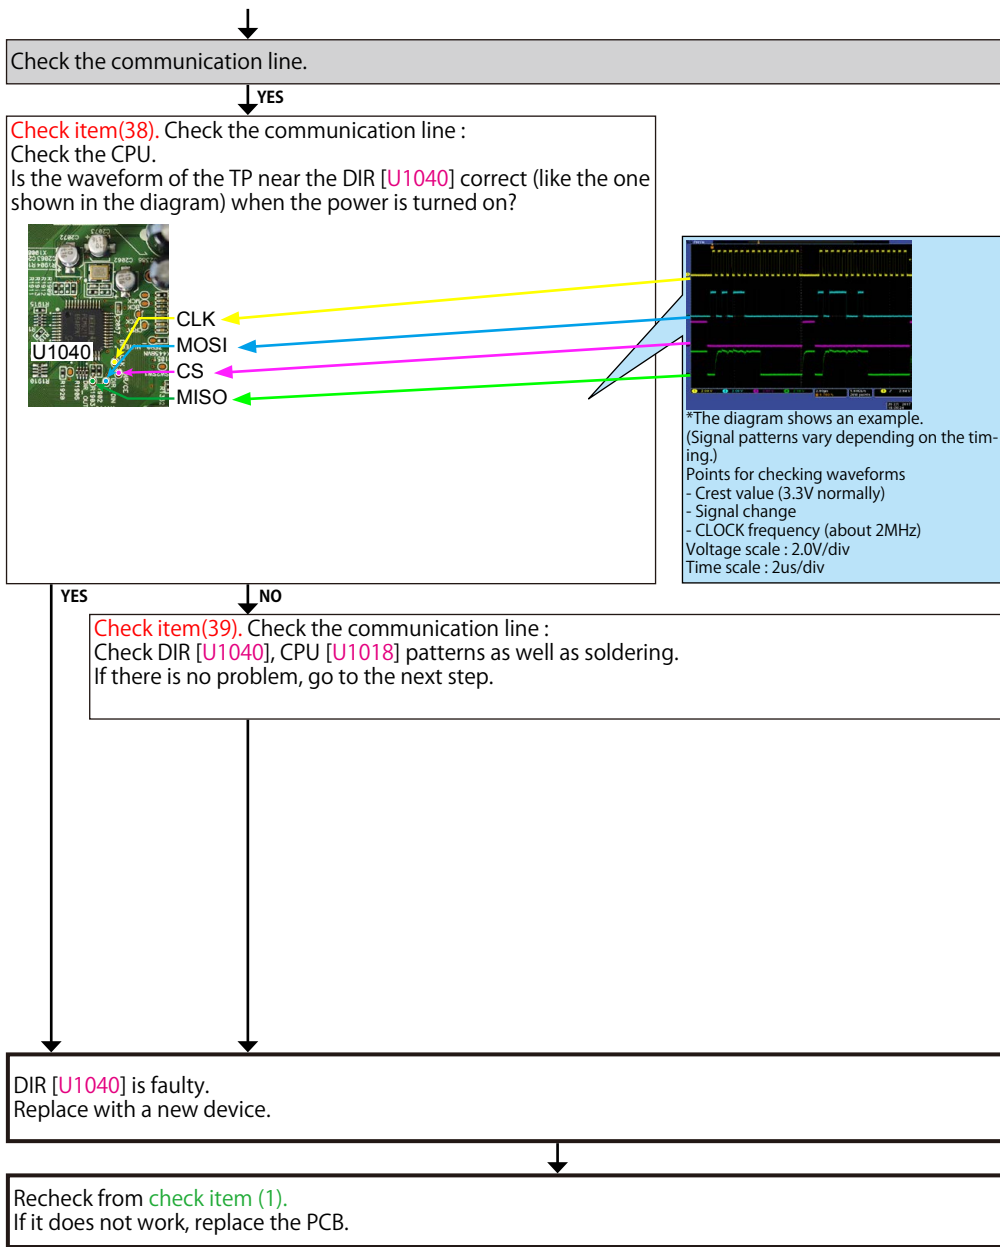 Check the communication line.
YES
Check item(38). Check the communication line :
Check the CPU.
Is the waveform of the TP near the DIR [U1040] correct (like the one
shown in the diagram) when the power is turned on?
U1040
CLK
MOSI
CS
MISO
*The diagram shows an example.
(Signal patterns vary depending on the tim-
ing.)
Points for checking waveforms
- Crest value (3.3V normally)
- Signal change
- CLOCK frequency (about 2MHz)
Voltage scale : 2.0V/div
Time scale : 2us/div
YES
NO
Check item(39). Check the communication line :
Check DIR [U1040], CPU [U1018] patterns as well as soldering.
If there is no problem, go to the next step.
DIR [U1040] is faulty.
Replace with a new device.
Recheck from check item (1).
If it does not work, replace the PCB.